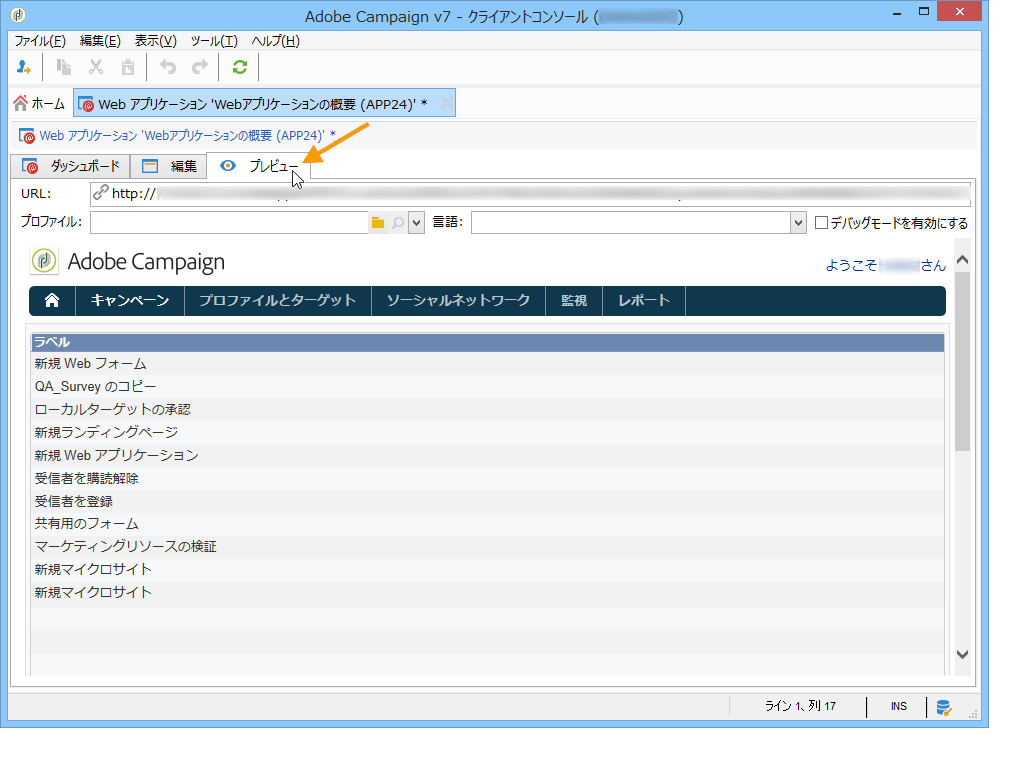 Adobe Campaign v7 - クライアントコンソール ( )
ファイル(F) 編集(E) 表示(V) ツール(T) ヘルプ(H)
ホーム Web アプリケーション 'Webアプリケーションの概要 (APP24)' *
Web アプリケーション 'Webアプリケーションの概要 (APP24)' *
ダッシュボード 編集 プレビュー
URL: http://
プロファイル: 言語: デバッグモードを有効にする
Adobe Campaign
ようこそ さん
キャンペーン プロファイルとターゲット ソーシャルネットワーク 監視 レポート
ラベル
新規 Web フォーム
QA_Survey のコピー
ローカルターゲットの承認
新規ランディングページ
新規 Web アプリケーション
受信者を購読解除
受信者を登録
共有用のフォーム
マーケティングリソースの検証
新規マイクロサイト
新規マイクロサイト
ライン 1、列 17 INS